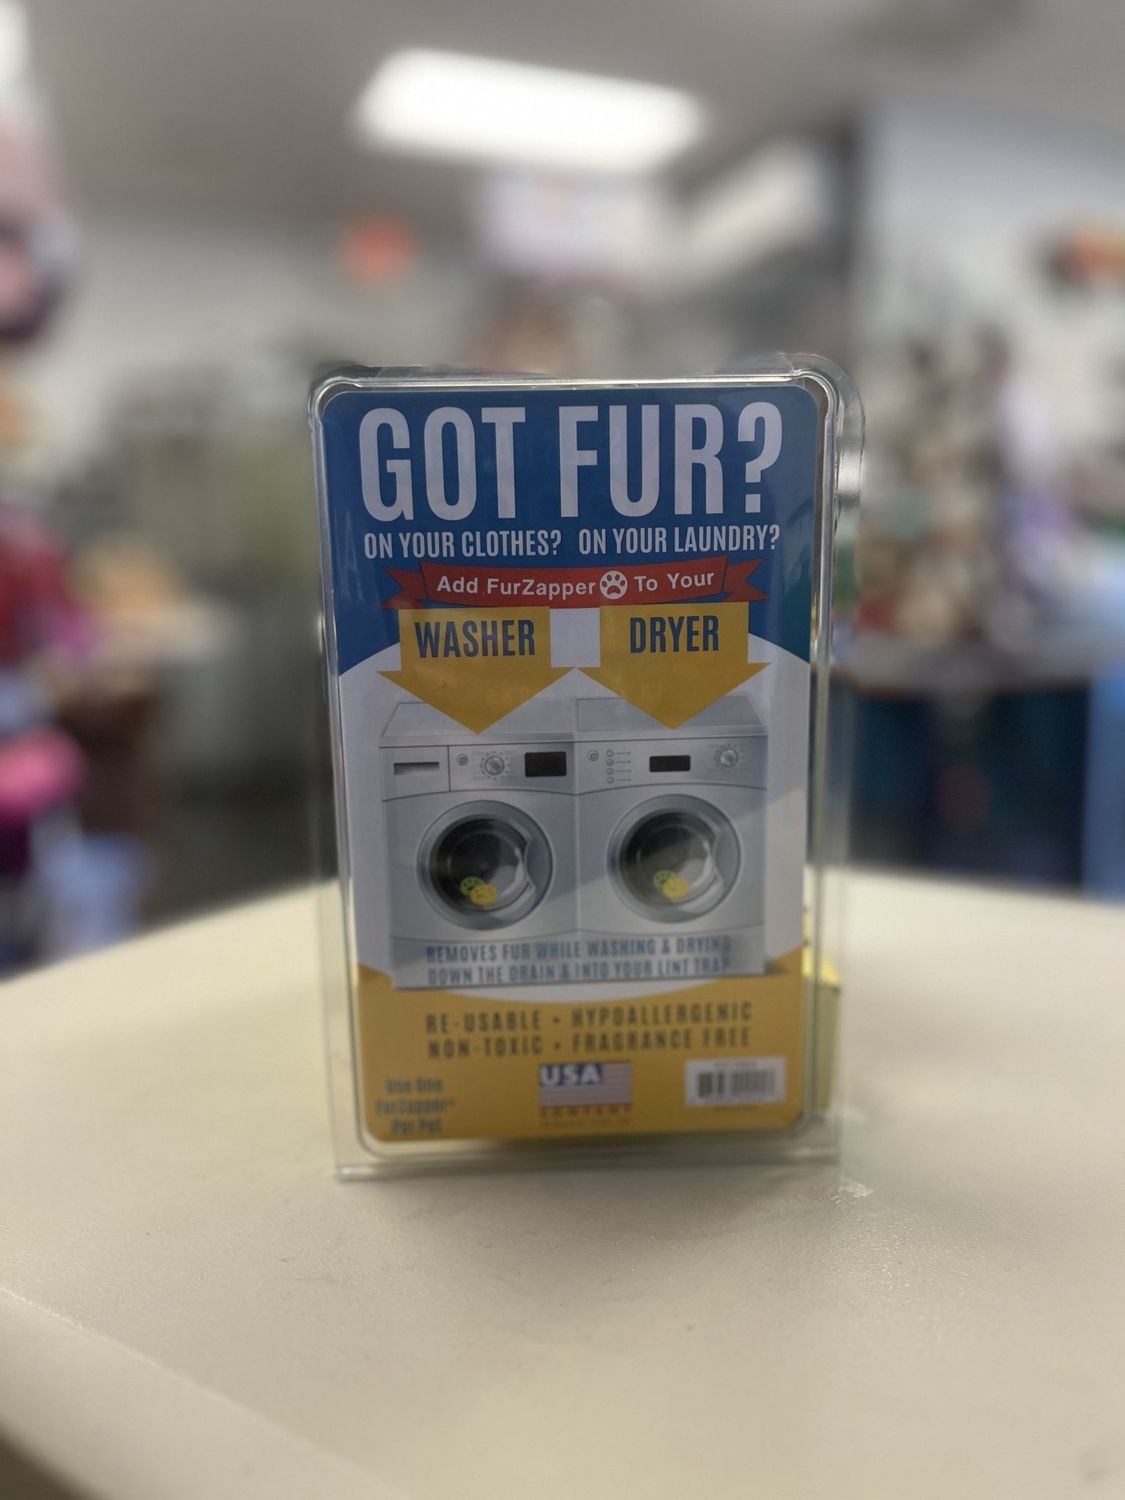 GOT FUR?
ON YOUR CLOTHES? ON YOUR LAUNDRY?
Add FurZapper To Your
WASHER DRYER
REMOVES FUR WHILE WASHING & DRYING
DOWN THE DRAIN & INTO YOUR LINT TRAP
RE-USABLE • HYPOALLERGENIC
NON-TOXIC • FRAGRANCE FREE
Use One
FurZapper™
Per Pet
USA
COMPANY